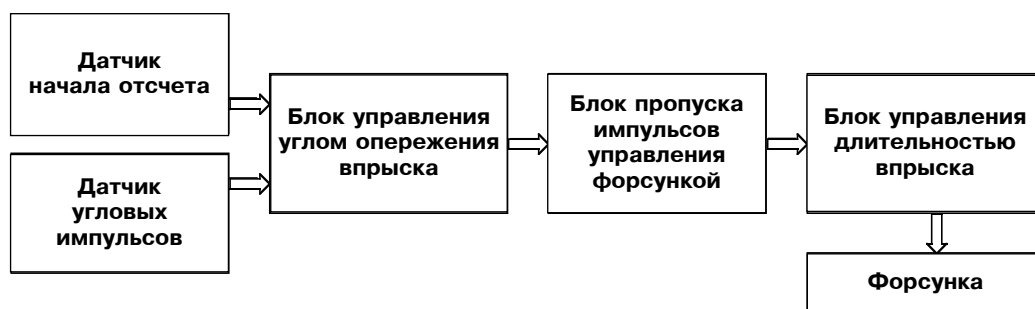 Датчик
начала отсчета
Датчик
угловых
импульсов
Блок управления
углом опережения
впрыска
Блок пропуска
импульсов
управления
форсункой
Блок управления
длительностью
впрыска
Форсунка